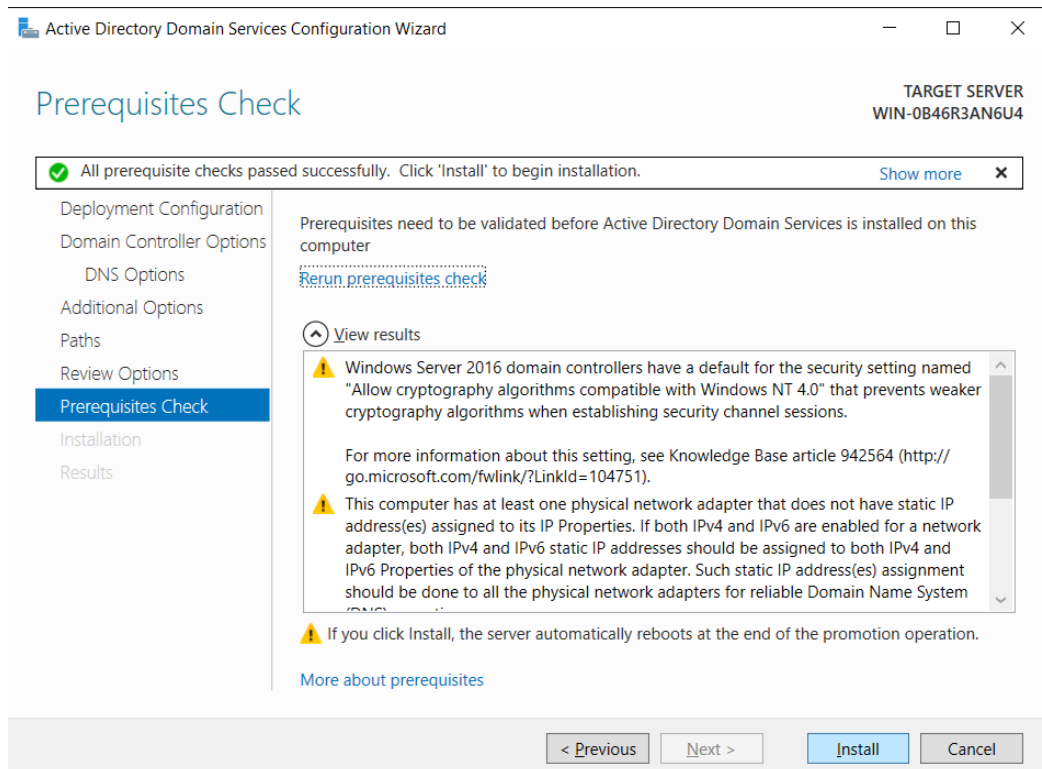 Active Directory Domain Services Configuration Wizard
Prerequisites Check
TARGET SERVER
WIN-0B46R3AN6U4
All prerequisite checks passed successfully.  Click 'Install' to begin installation.
Show more
Deployment Configuration
Domain Controller Options
DNS Options
Additional Options
Paths
Review Options
Prerequisites Check
Installation
Results
Prerequisites need to be validated before Active Directory Domain Services is installed on this
computer
Rerun prerequisites check
View results
Windows Server 2016 domain controllers have a default for the security setting named
"Allow cryptography algorithms compatible with Windows NT 4.0" that prevents weaker
cryptography algorithms when establishing security channel sessions.
For more information about this setting, see Knowledge Base article 942564 (http://
go.microsoft.com/fwlink/?LinkId=104751).
This computer has at least one physical network adapter that does not have static IP
address(es) assigned to its IP Properties. If both IPv4 and IPv6 are enabled for a network
adapter, both IPv4 and IPv6 static IP addresses should be assigned to both IPv4 and
IPv6 Properties of the physical network adapter. Such static IP address(es) assignment
should be done to all the physical network adapters for reliable Domain Name System
If you click Install, the server automatically reboots at the end of the promotion operation.
More about prerequisites
< Previous
Next >
Install
Cancel